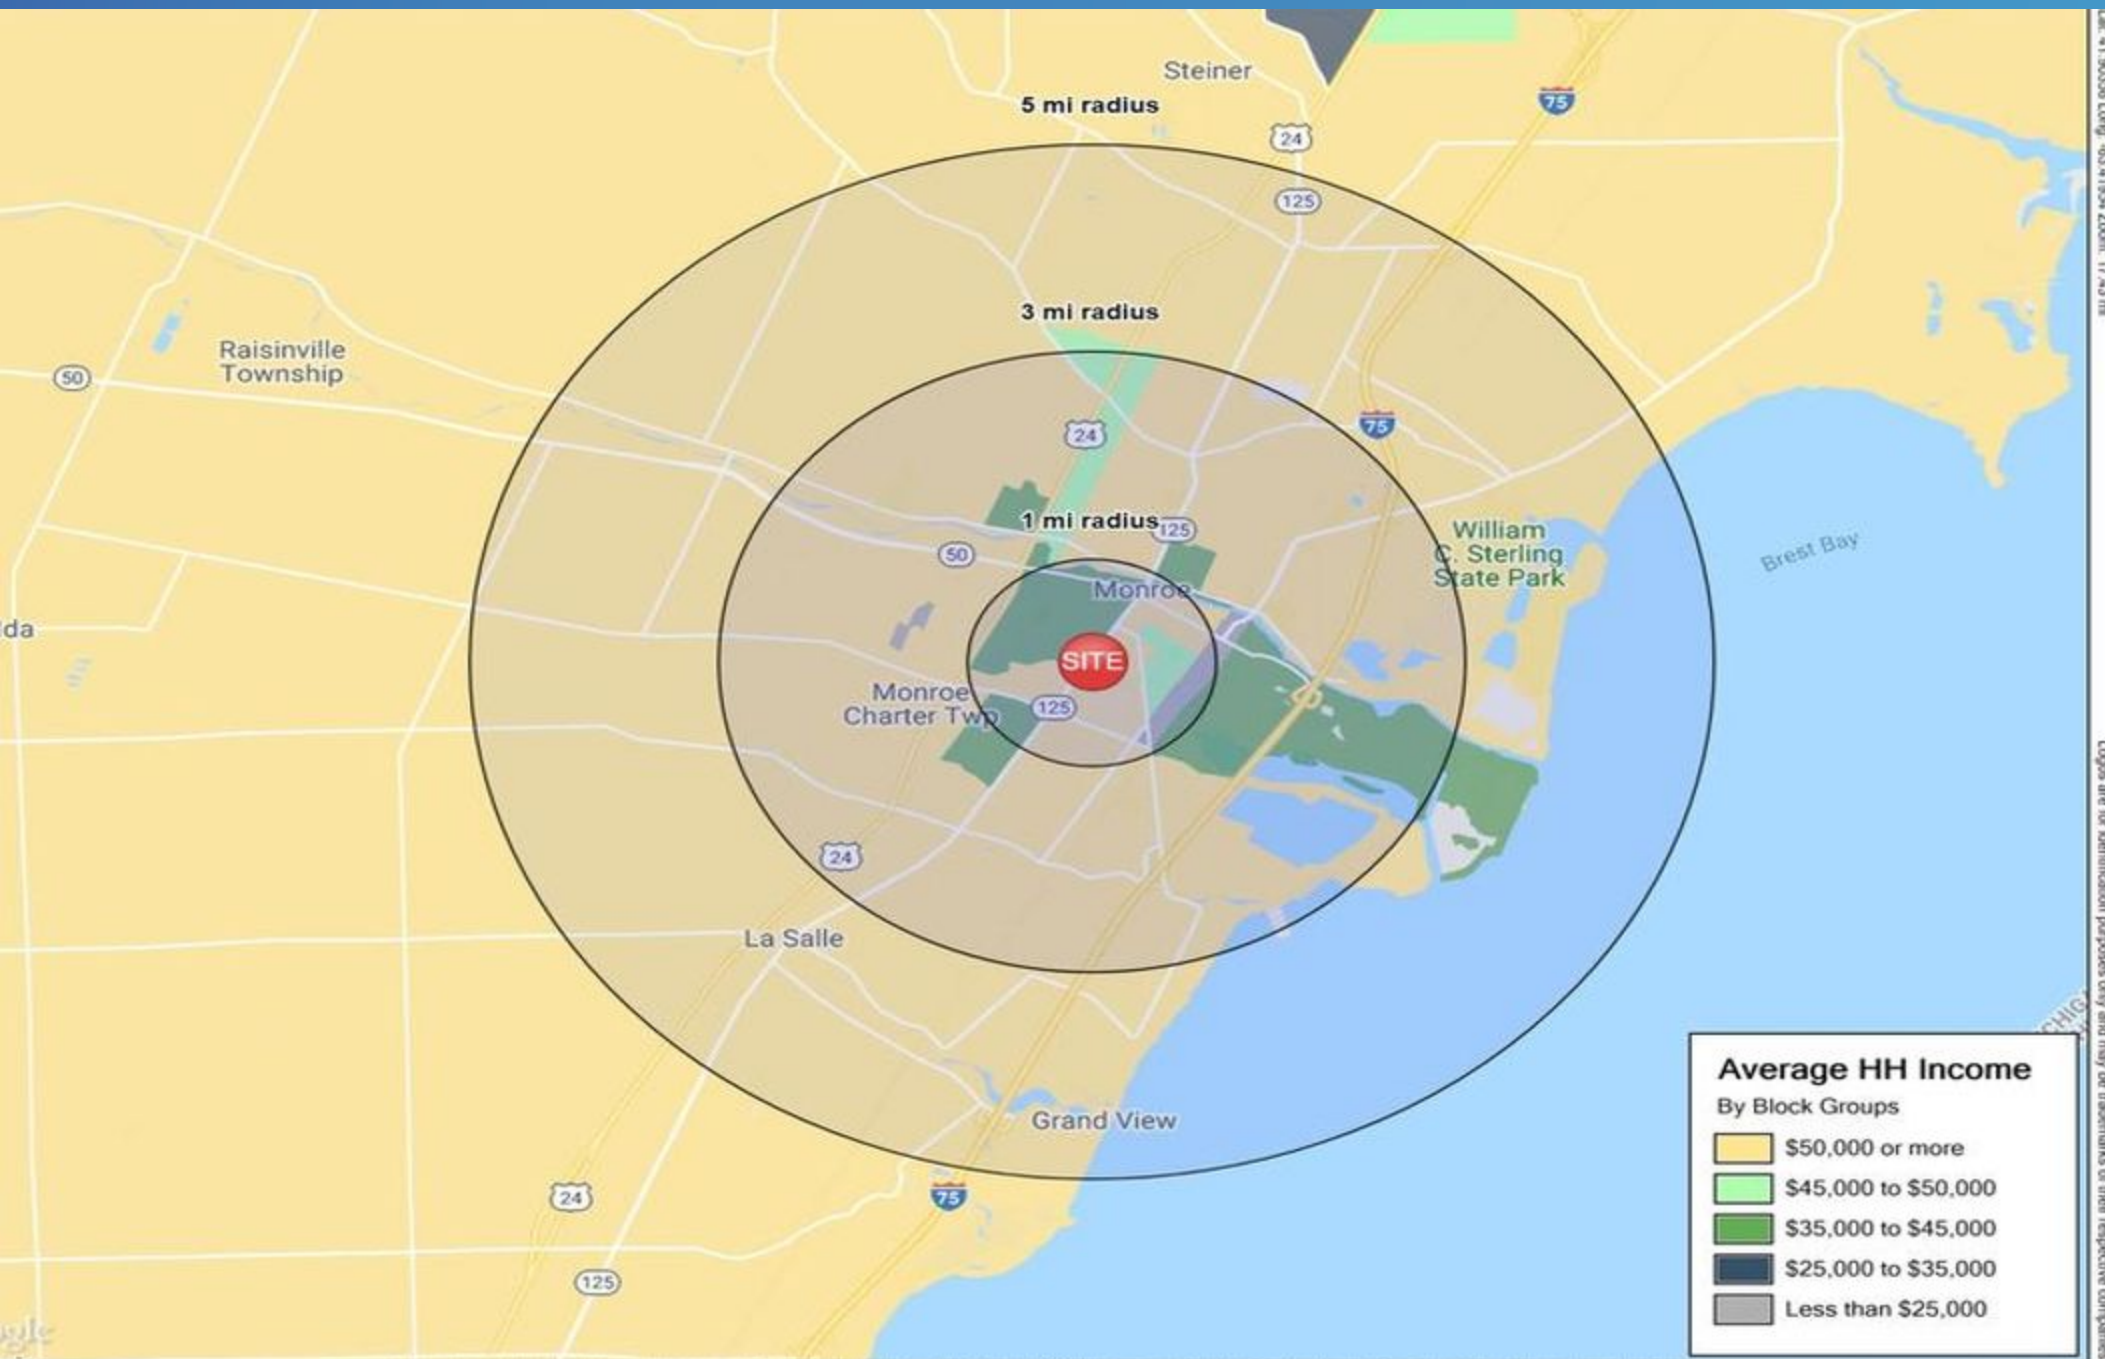 Steiner
5 mi radius
75
24
125
3 mi radius
Raisinville
Township
50
24
75
1 mi radius
125
William
C. Sterling
State Park
50
Brest Bay
Monroe
SITE
Monroe
Charter Twp
125
24
La Salle
Grand View
24
75
125
Average HH Income
By Block Groups
$50,000 or more
$45,000 to $50,000
$35,000 to $45,000
$25,000 to $35,000
Less than $25,000